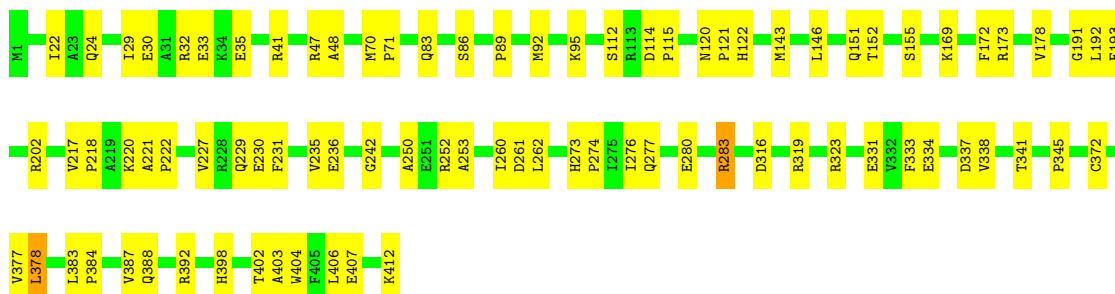 M1 I22 A23 Q24 I29 E30 A31 R32 E33 K34 E35 R41 R47 A48 M70 P71 Q83 S86 P89 M92 K95 S112 R113 D114 P115 N120 P121 H122 M143 L146 Q151 T152 S155 K169 F172 R173 V178 G191 L192
R202 V217 P218 A219 K220 A221 P222 V227 R228 Q229 E230 F231 V235 E236 G242 A250 E251 R252 A253 I260 D261 L262 H273 P274 I275 I276 Q277 E280 R283 D316 R319 R323 E331 V332 F333 E334 D337 V338 T341 P345 C372
V377 L378 L383 P384 V387 Q388 R392 H398 T402 A403 W404 F405 L406 E407 K412